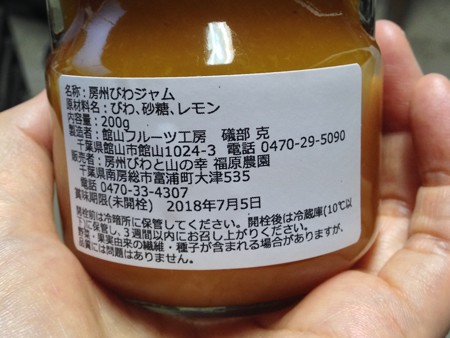 名称：房州びわジャム
原材料名：びわ、砂糖、レモン
内容量：200g
製造者：館山フルーツ工房　礒部 克
千葉県館山市館山1024-3　電話 0470-29-5090
販売者：房州びわと山の幸 福原農園
千葉県南房総市富浦町大津535
電話 0470-33-4307
賞味期限(未開栓)　2018年7月5日
開栓前は冷暗所に保管してください。開栓後は冷蔵庫(10℃以
下)に保管し、3週間以内にお召し上がりください。
野菜・果実由来の繊維・種子が含まれる場合がありますが、
品質には問題はありません。